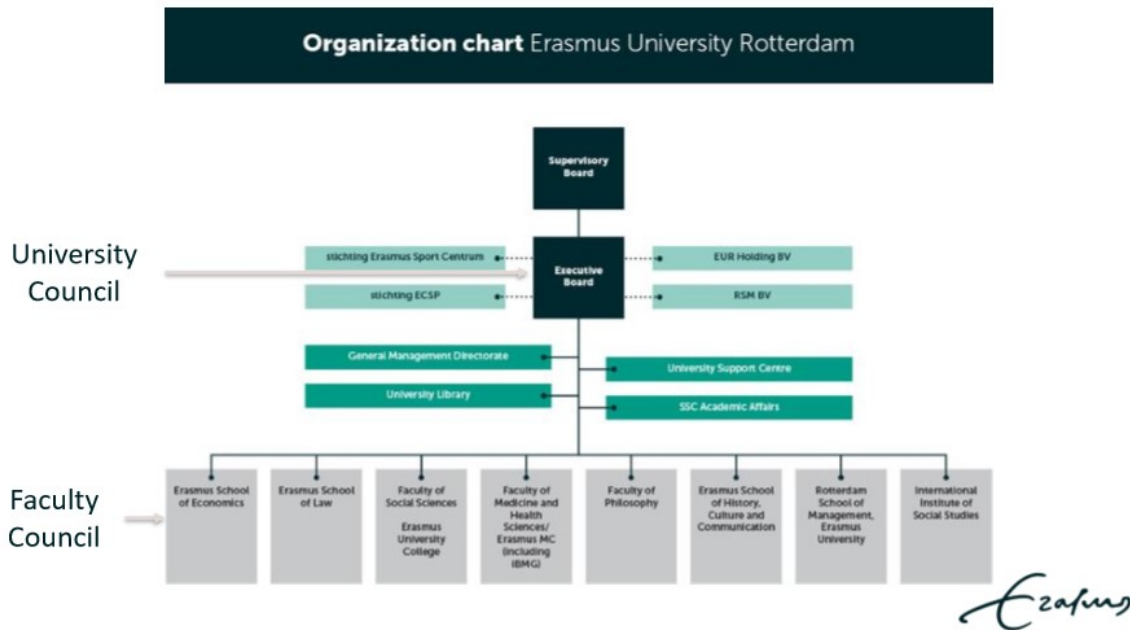 Organization chart Erasmus University Rotterdam
Supervisory
Board
University
Council
stichting Erasmus Sport Centrum
Executive
Board
EUR Holding BV
stichting ECSP
RSM BV
General Management Directorate
University Support Centre
University Library
SSC Academic Affairs
Faculty
Council
Erasmus School
of Economics
Erasmus School
of Law
Faculty of
Social Sciences
Erasmus
University
College
Faculty of
Medicine and
Health
Sciences/
Erasmus MC
(including
iBMG)
Faculty of
Philosophy
Erasmus School
of History,
Culture and
Communication
Rotterdam
School of
Management,
Erasmus
University
International
Institute of
Social Studies
Erasmus